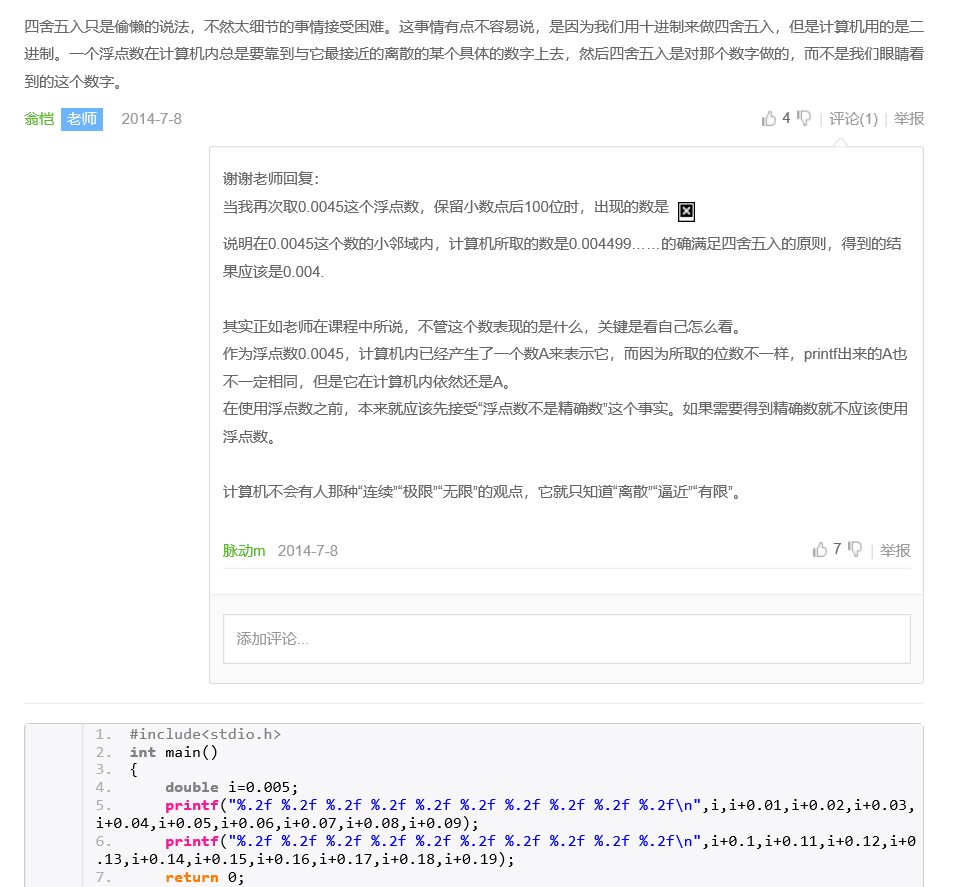 四舍五入只是偷懒的说法，不然太细节的事情接受困难。这事情有点不容易说，是因为我们用十进制来做四舍五入，但是计算机用的是二
进制。一个浮点数在计算机内总是要靠到与它最接近的离散的某个具体的数字上去，然后四舍五入是对那个数字做的，而不是我们眼睛看
到的这个数字。
翁恺 老师 2014-7-8 4 | 评论(1) | 举报
谢谢老师回复：
当我再次取0.0045这个浮点数，保留小数点后100位时，出现的数是
说明在0.0045这个数的小邻域内，计算机所取的数是0.004499……的确满足四舍五入的原则，得到的结
果应该是0.004.
其实正如老师在课程中所说，不管这个数表现的是什么，关键是看自己怎么看。
作为浮点数0.0045，计算机内已经产生了一个数A来表示它，而因为所取的位数不一样，printf出来的A也
不一定相同，但是它在计算机内依然还是A。
在使用浮点数之前，本来就应该先接受“浮点数不是精确数”这个事实。如果需要得到精确数就不应该使用
浮点数。
计算机不会有人那种“连续”“极限”“无限”的观点，它就只知道“离散”“逼近”“有限”。
脉动m 2014-7-8 7 | 举报
添加评论...
1. #include<stdio.h>
2. int main()
3. {
4. double i=0.005;
5. printf("%.2f %.2f %.2f %.2f %.2f %.2f %.2f %.2f %.2f %.2f\n",i,i+0.01,i+0.02,i+0.03,
i+0.04,i+0.05,i+0.06,i+0.07,i+0.08,i+0.09);
6. printf("%.2f %.2f %.2f %.2f %.2f %.2f %.2f %.2f %.2f %.2f\n",i+0.1,i+0.11,i+0.12,i+0
.13,i+0.14,i+0.15,i+0.16,i+0.17,i+0.18,i+0.19);
7. return 0;